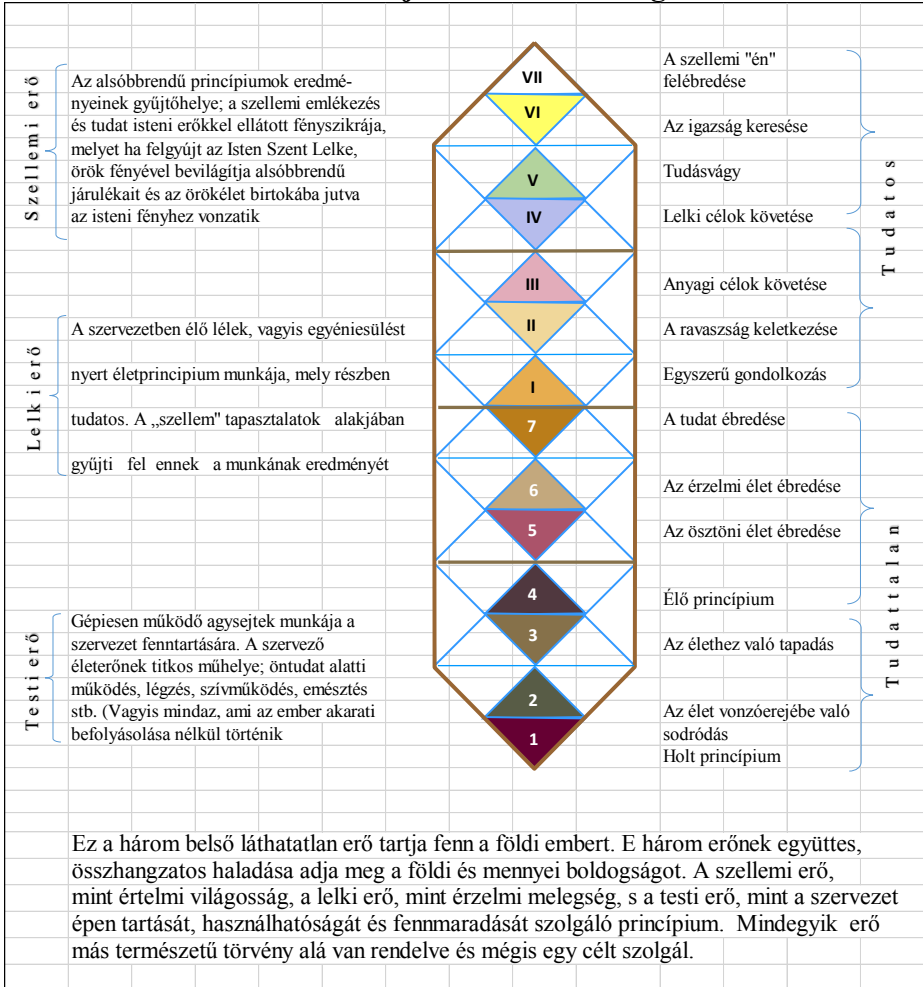 Szellemi erő
Az alsóbbrendű princípiumok eredmé-
nyeinek gyűjtőhelye; a szellemi emlékezés
és tudat isteni erőkkel ellátott fényszikrája,
melyet ha felgyújt az Isten Szent Lelke,
örök fényével bevilágítja alsóbbrendű
járulékait és az örökélet birtokába jutva
az isteni fényhez vonzatik
Lelki erő
A szervezetben élő lélek, vagyis egyéniesülést
nyert életprincipium munkája, mely részben
tudatos. A „szellem" tapasztalatok alakjában
gyűjti fel ennek a munkának eredményét
Testi erő
Gépiesen működő agysejtek munkája a
szervezet fenntartására. A szervező
életerőnek titkos műhelye; öntudat alatti
működés, légzés, szívműködés, emésztés
stb. (Vagyis mindaz, ami az ember akarati
befolyásolása nélkül történik
VII
VI
V
IV
III
II
I
7
6
5
4
3
2
1
A szellemi "én"
felébredése
Az igazság keresése
Tudásvágy
Lelki célok követése
Anyagi célok követése
A ravaszság keletkezése
Egyszerű gondolkozás
A tudat ébredése
Az érzelmi élet ébredése
Az ösztöni élet ébredése
Élő princípium
Az élethez való tapadás
Az élet vonzóerejébe való
sodródás
Holt princípium
Tudatos
Tudattalan
Ez a három belső láthatatlan erő tartja fenn a földi embert. E három erőnek együttes,
összhangzatos haladása adja meg a földi és mennyei boldogságot. A szellemi erő,
mint értelmi világosság, a lelki erő, mint érzelmi melegség, s a testi erő, mint a szervezet
épen tartását, használhatóságát és fennmaradását szolgáló princípium. Mindegyik erő
más természetű törvény alá van rendelve és mégis egy célt szolgál.